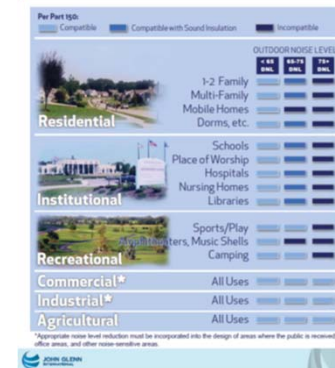 Per Part 150:
Compatible
Compatible with Sound Insulation
Incompatible
OUTDOOR NOISE LEVEL
< 65 DNL
65-75 DNL
75+ DNL
Residential
1-2 Family
Multi-Family
Mobile Homes
Dorms, etc.
Institutional
Schools
Place of Worship
Hospitals
Nursing Homes
Libraries
Recreational
Sports/Play
Amphitheaters, Music Shells
Camping
Commercial*
All Uses
Industrial*
All Uses
Agricultural
All Uses
*Appropriate noise level reduction must be incorporated into the design of areas where the public is received,
office areas, and other noise-sensitive areas.
JOHN GLENN
INTERNATIONAL